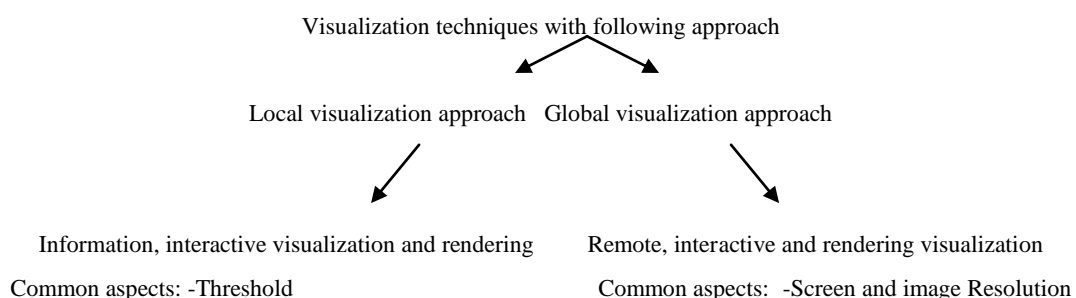 Visualization techniques with following approach
Local visualization approach Global visualization approach
Information, interactive visualization and rendering Remote, interactive and rendering visualization
Common aspects: -Threshold Common aspects: -Screen and image Resolution